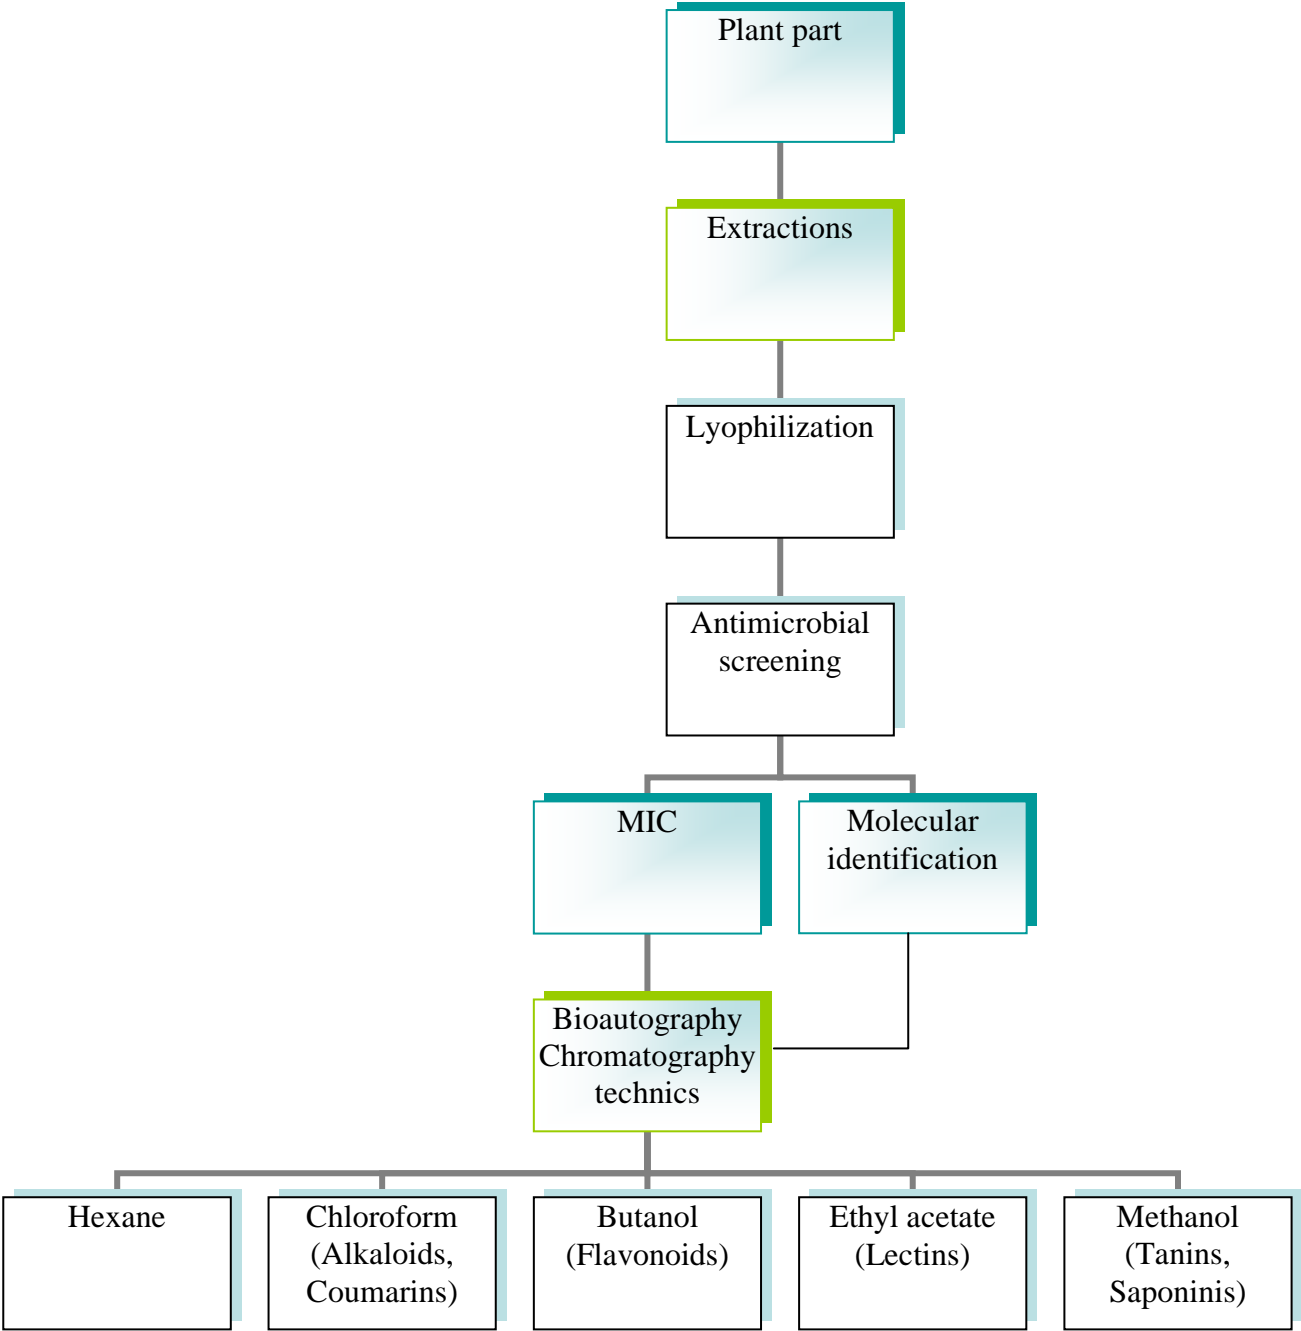 Plant part
Extractions
Lyophilization
Antimicrobial
screening
MIC
Molecular
identification
Bioautography
Chromatography
technics
Hexane
Chloroform
(Alkaloids,
Coumarins)
Butanol
(Flavonoids)
Ethyl acetate
(Lectins)
Methanol
(Tanins,
Saponinis)